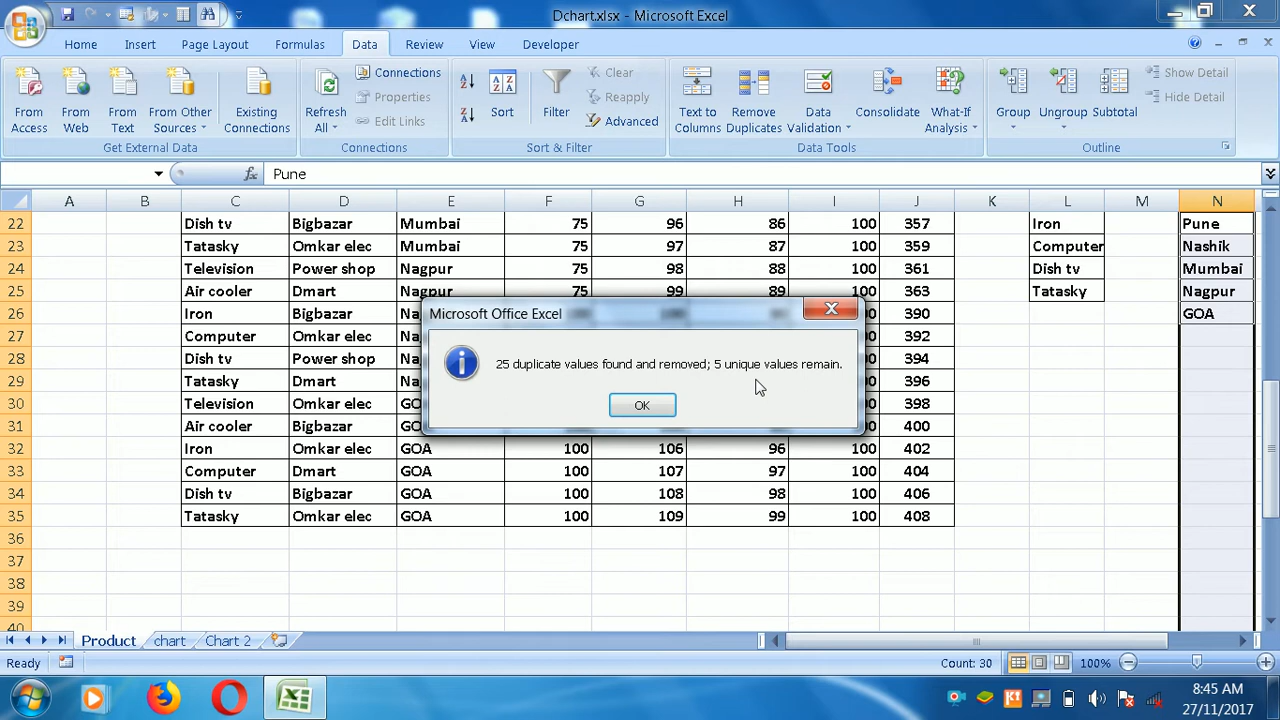 Dchart.xlsx - Microsoft Excel
Home Insert Page Layout Formulas Data Review View Developer
From Access
From Web
From Text
From Other Sources
Existing Connections
Get External Data
Refresh All
Connections
Properties
Edit Links
Connections
A Z
Z A
Sort
Filter
Clear
Reapply
Advanced
Sort & Filter
Text to Columns
Remove Duplicates
Data Validation
Consolidate
What-If Analysis
Data Tools
Group
Ungroup
Subtotal
Show Detail
Hide Detail
Outline
fx Pune
A B C D E F G H I J K L M N
22 Dish tv Bigbazar Mumbai 75 96 86 100 357 Iron Pune
23 Tatasky Omkar elec Mumbai 75 97 87 100 359 Computer Nashik
24 Television Power shop Nagpur 75 98 88 100 361 Dish tv Mumbai
25 Air cooler Dmart Nagpur 75 99 89 100 363 Tatasky Nagpur
26 Iron Bigbazar Na 390 GOA
27 Computer Omkar elec Na 392
28 Dish tv Power shop Na 394
29 Tatasky Dmart Na 396
30 Television Omkar elec GO 398
31 Air cooler Bigbazar GO 400
32 Iron Omkar elec GOA 100 106 96 100 402
33 Computer Dmart GOA 100 107 97 100 404
34 Dish tv Bigbazar GOA 100 108 98 100 406
35 Tatasky Omkar elec GOA 100 109 99 100 408
36
37
38
39
40
Microsoft Office Excel
25 duplicate values found and removed; 5 unique values remain.
OK
Product chart Chart 2
Ready Count: 30 100%
8:45 AM
27/11/2017